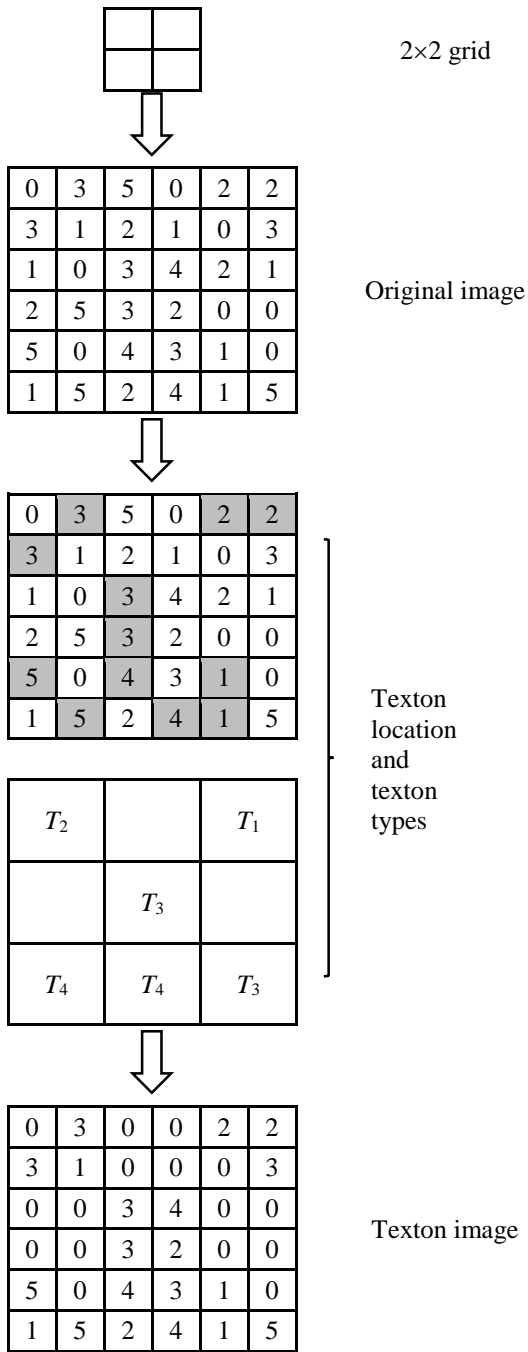 2×2 grid
0 3 5 0 2 2
3 1 2 1 0 3
1 0 3 4 2 1
2 5 3 2 0 0
5 0 4 3 1 0
1 5 2 4 1 5
Original image
0 3 5 0 2 2
3 1 2 1 0 3
1 0 3 4 2 1
2 5 3 2 0 0
5 0 4 3 1 0
1 5 2 4 1 5
T2 T1
T3
T4 T4 T3
Texton
location
and
texton
types
0 3 0 0 2 2
3 1 0 0 0 3
0 0 3 4 0 0
0 0 3 2 0 0
5 0 4 3 1 0
1 5 2 4 1 5
Texton image